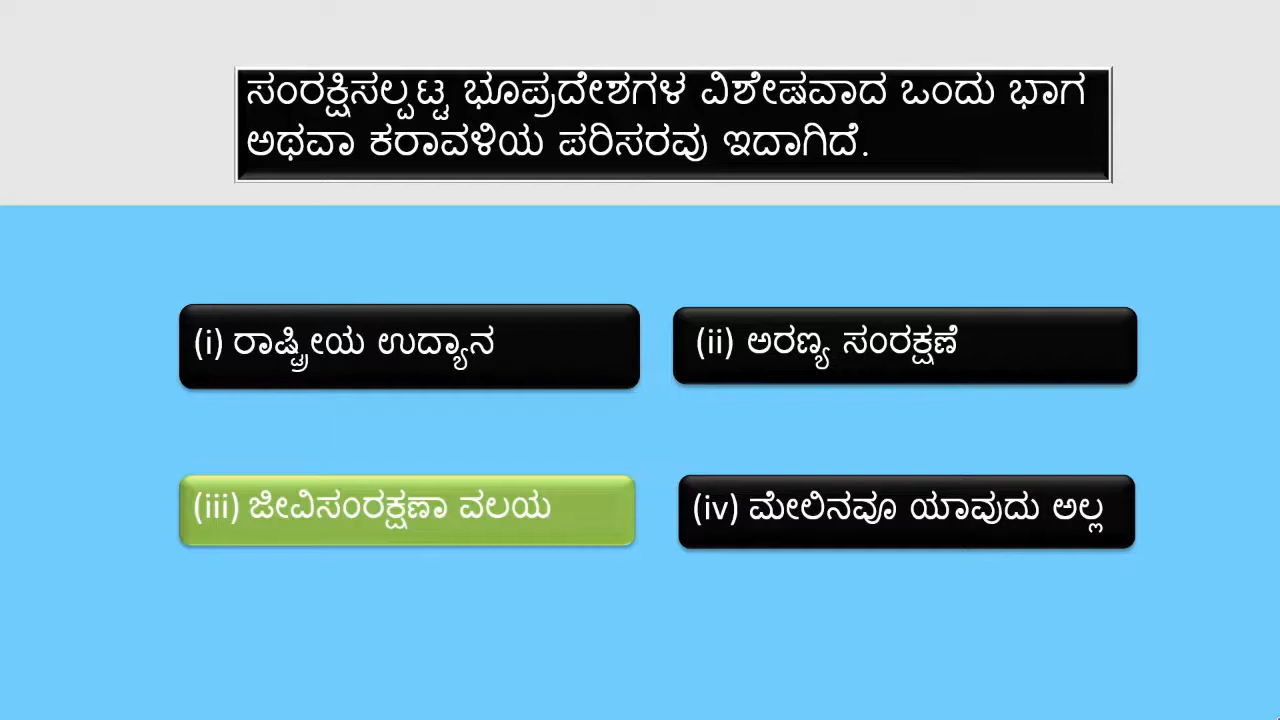 ಸಂರಕ್ಷಿಸಲ್ಪಟ್ಟ ಭೂಪ್ರದೇಶಗಳ ವಿಶೇಷವಾದ ಒಂದು ಭಾಗ
ಅಥವಾ ಕರಾವಳಿಯ ಪರಿಸರವು ಇದಾಗಿದೆ.
(i) ರಾಷ್ಟ್ರೀಯ ಉದ್ಯಾನ
(ii) ಅರಣ್ಯ ಸಂರಕ್ಷಣೆ
(iii) ಜೀವಿಸಂರಕ್ಷಣಾ ವಲಯ
(iv) ಮೇಲಿನವೂ ಯಾವುದು ಅಲ್ಲ